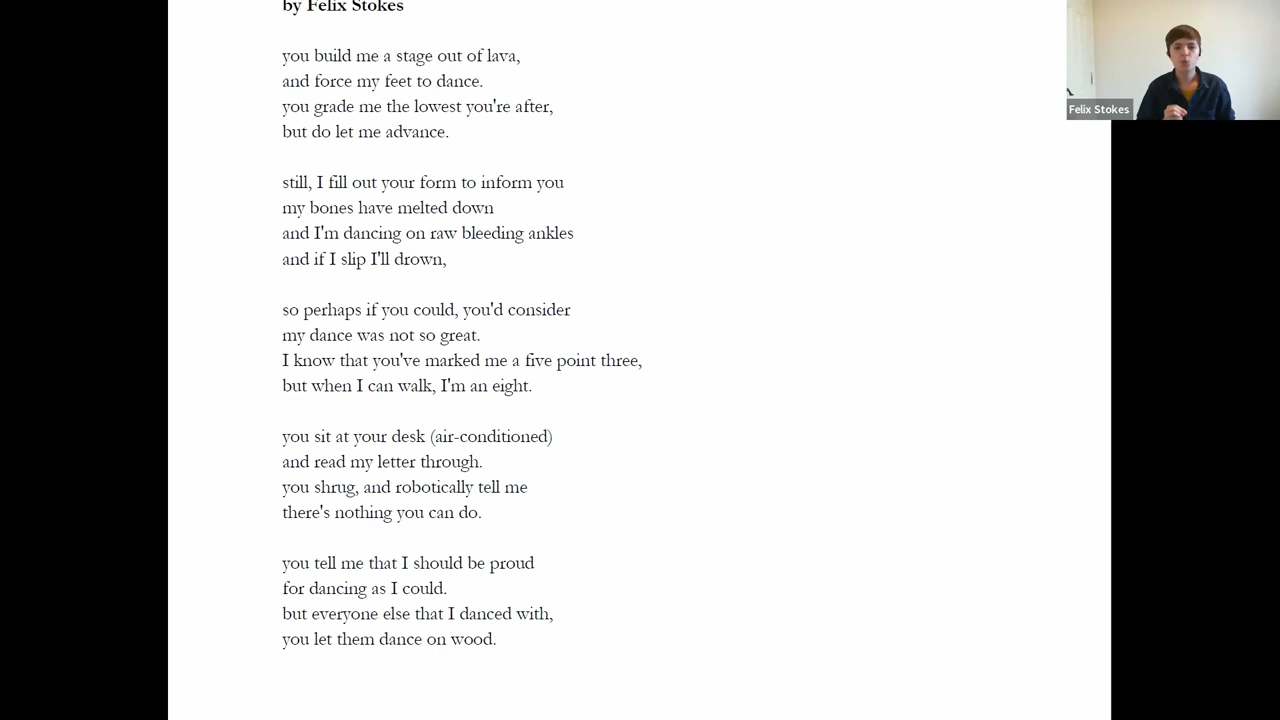 by Felix Stokes
you build me a stage out of lava,
and force my feet to dance.
you grade me the lowest you're after,
but do let me advance.
still, I fill out your form to inform you
my bones have melted down
and I'm dancing on raw bleeding ankles
and if I slip I'll drown,
so perhaps if you could, you'd consider
my dance was not so great.
I know that you've marked me a five point three,
but when I can walk, I'm an eight.
you sit at your desk (air-conditioned)
and read my letter through.
you shrug, and robotically tell me
there's nothing you can do.
you tell me that I should be proud
for dancing as I could.
but everyone else that I danced with,
you let them dance on wood.
Felix Stokes